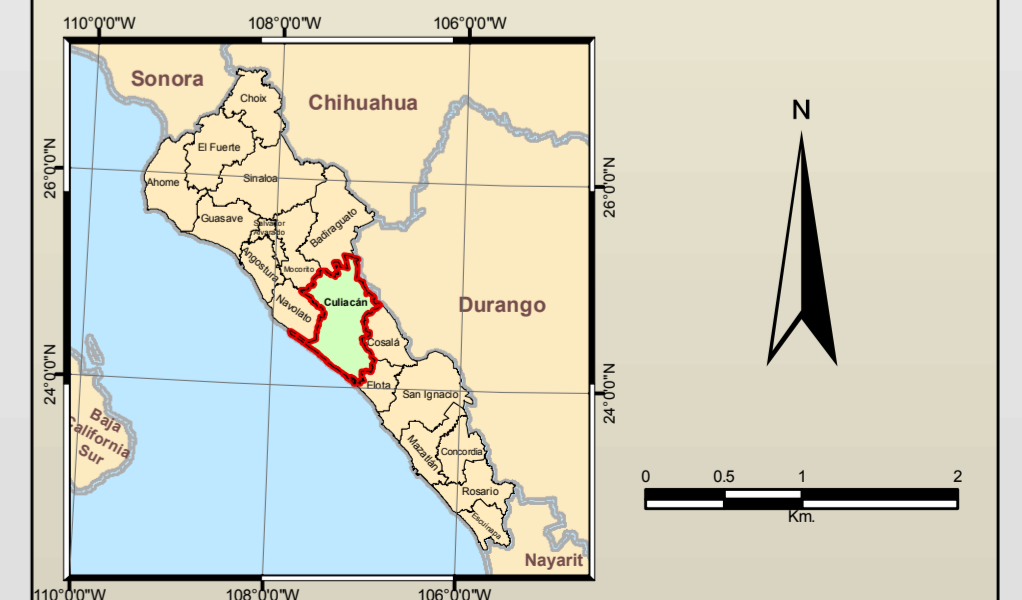 110°0'0"W 108°0'0"W 106°0'0"W
Sonora
Chihuahua
Choix
N
El Fuerte
26°0'0"N
26°0'0"N
Ahome
Sinaloa
Guasave
Salvador
Alvarado
Badiraguato
Angostura
Mocorito
Navolato
Culiacán
Durango
Cosalá
24°0'0"N
24°0'0"N
Elota
San Ignacio
Baja
California
Sur
Mazatlán
Concordia
Rosario
Escuinapa
Nayarit
0 0.5 1 2
Km.
110°0'0"W 108°0'0"W 106°0'0"W